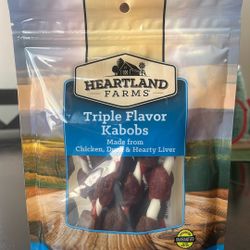 HEARTLAND
FARMS
Triple Flavor
Kabobs
Made from
Chicken, Duck & Hearty Liver